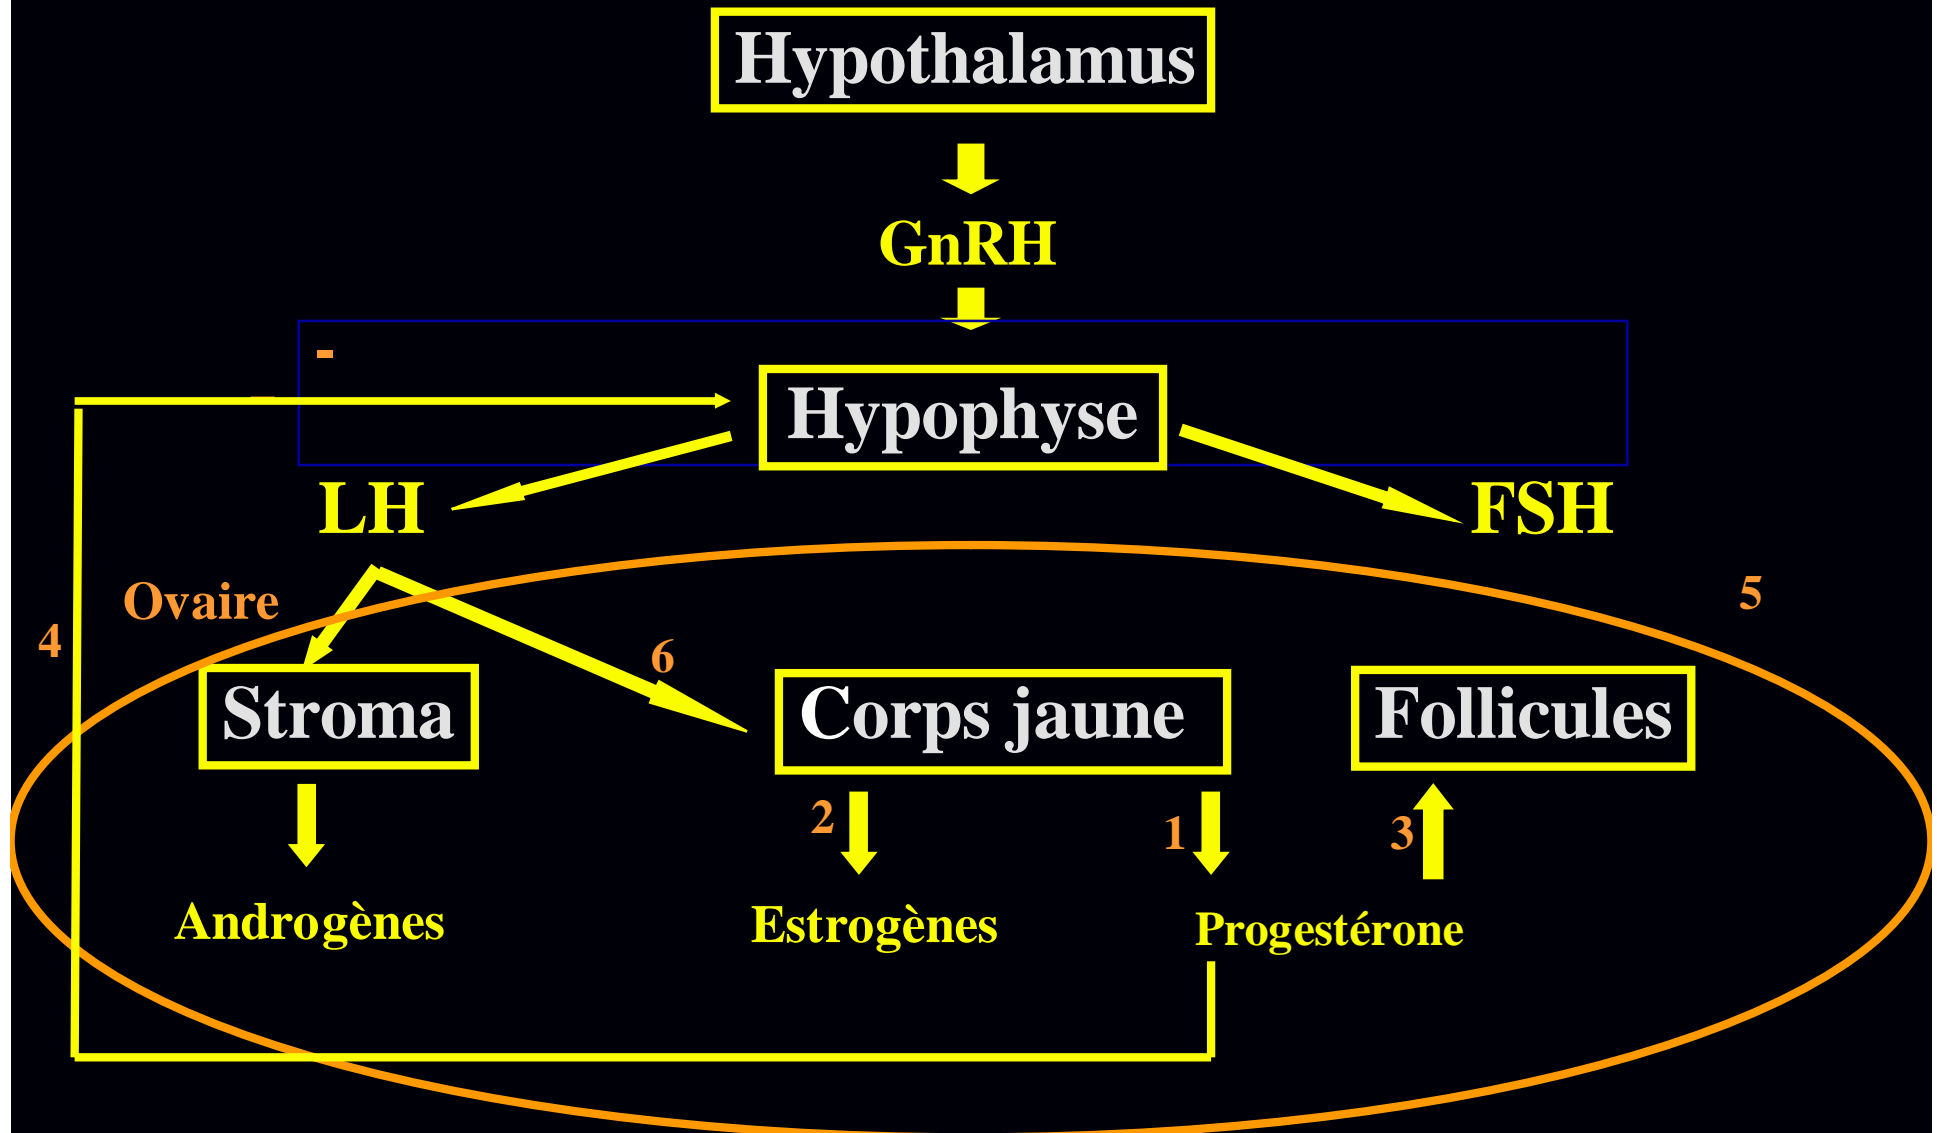 Hypothalamus
GnRH
-
Hypophyse
LH
FSH
Ovaire
5
4
6
Stroma
Corps jaune
Follicules
2
1
3
Androgènes
Estrogènes
Progestérone